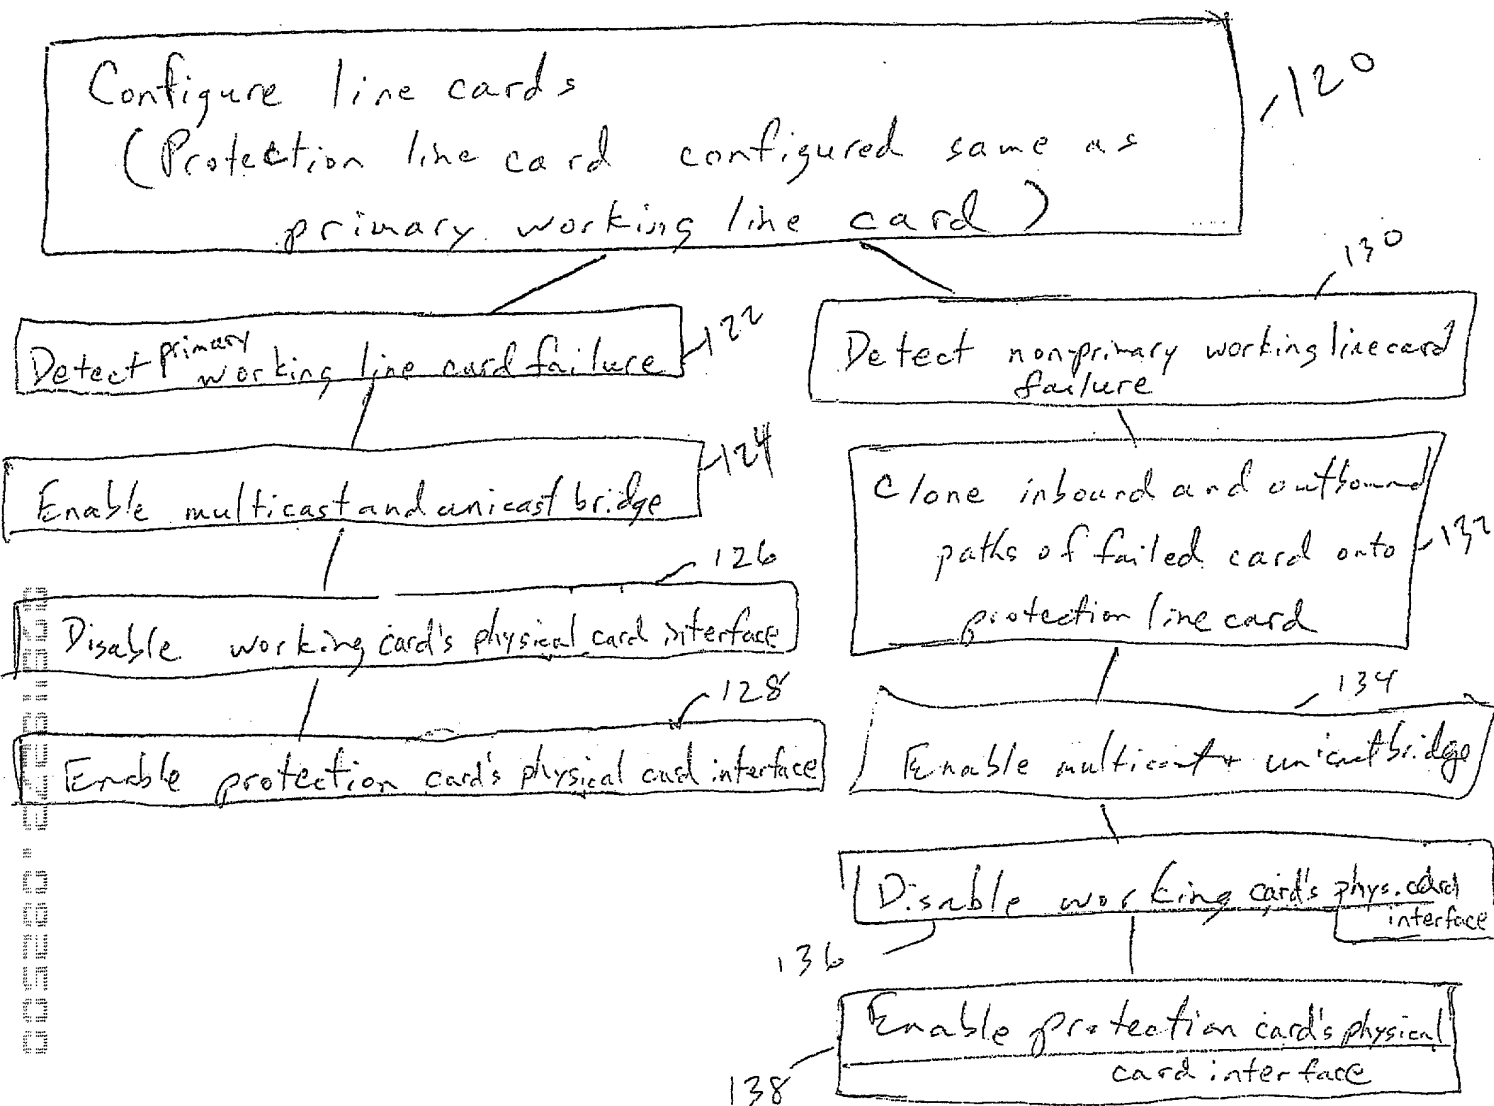 Configure line cards
(Protection line card configured same as
primary working line card)
120
130
Detect primary working line card failure
122
Detect nonprimary working linecard
failure
Enable multicast and unicast bridge
124
Clone inbound and outbound
paths of failed card onto
protection line card
132
126
Disable working card's physical card interface
128
Enable protection card's physical card interface
134
Enable multicast + unicast bridge
Disable working card's phys. card
interface
136
Enable protection card's physical
card interface
138